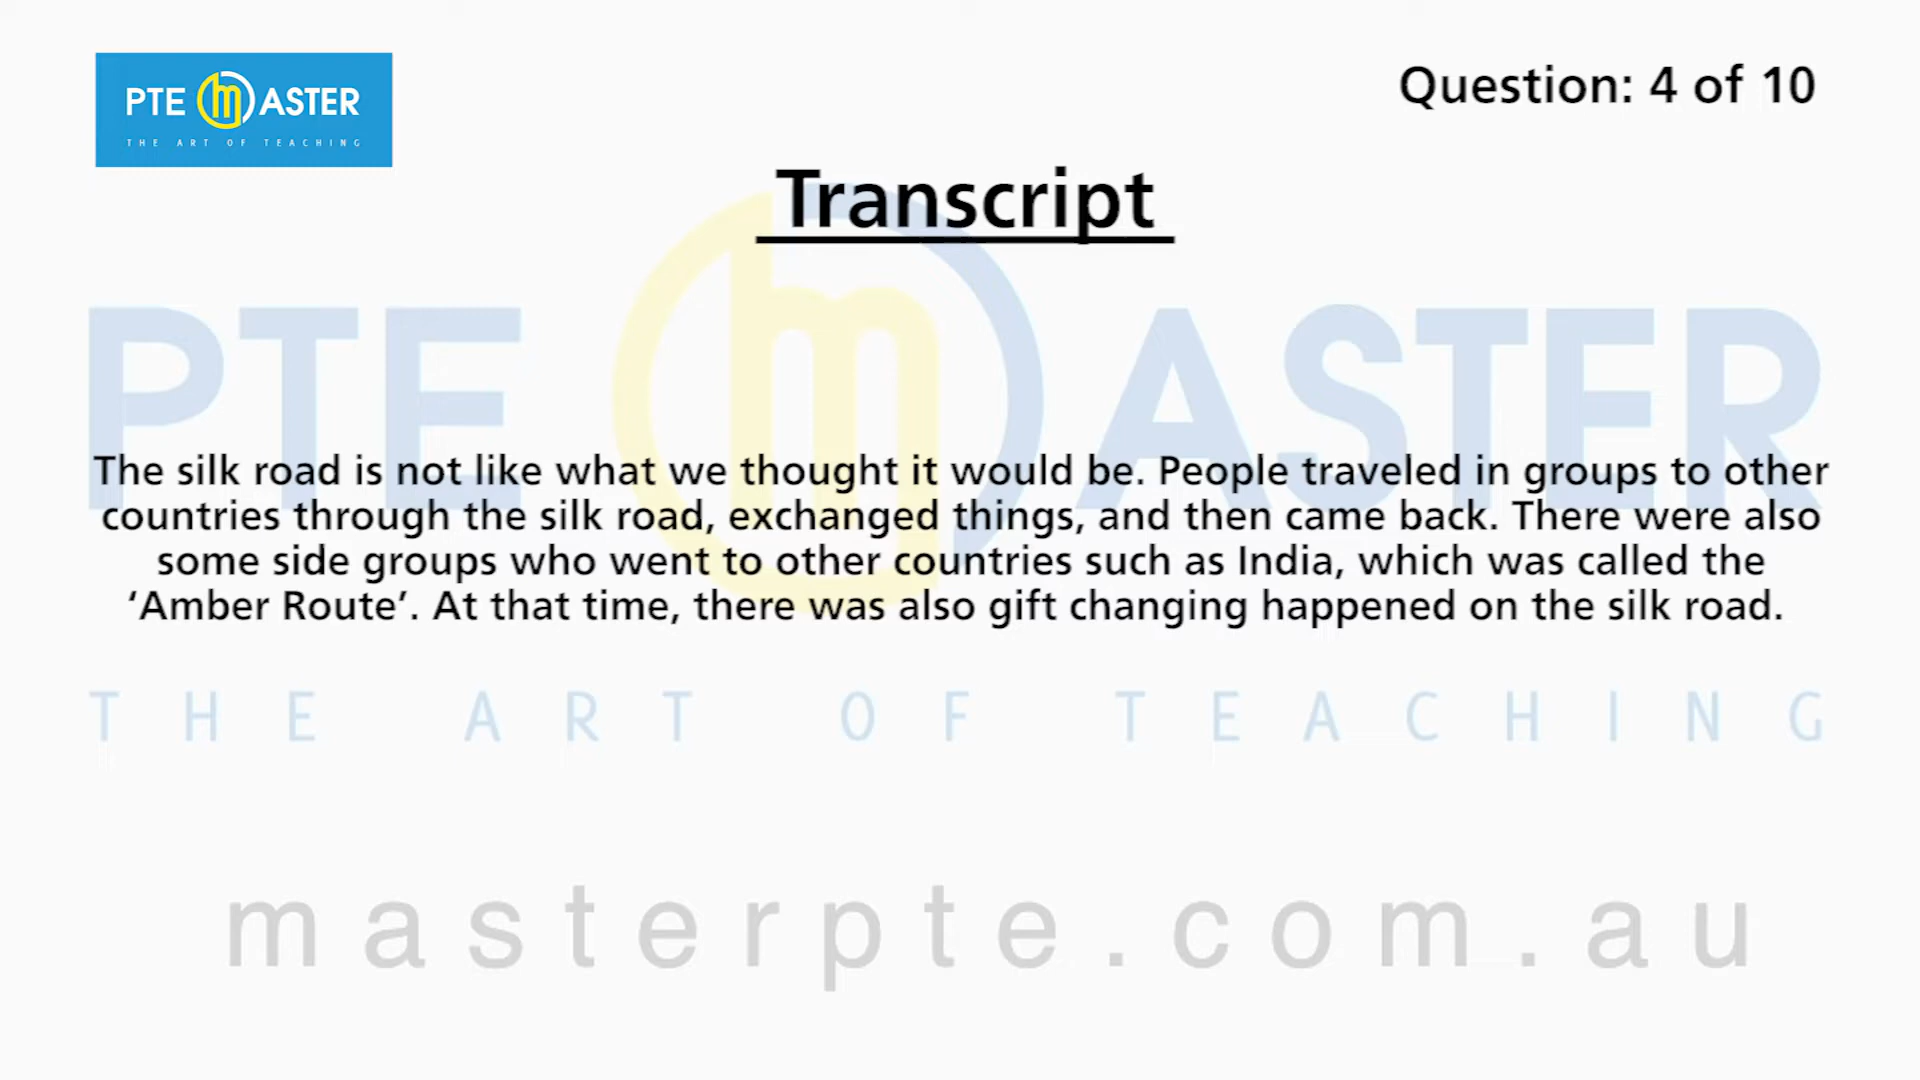 PTE MASTER
THE ART OF TEACHING
Question: 4 of 10
Transcript
PTE MASTER
The silk road is not like what we thought it would be. People traveled in groups to other
countries through the silk road, exchanged things, and then came back. There were also
some side groups who went to other countries such as India, which was called the
‘Amber Route’. At that time, there was also gift changing happened on the silk road.
THE ART OF TEACHING
masterpte.com.au